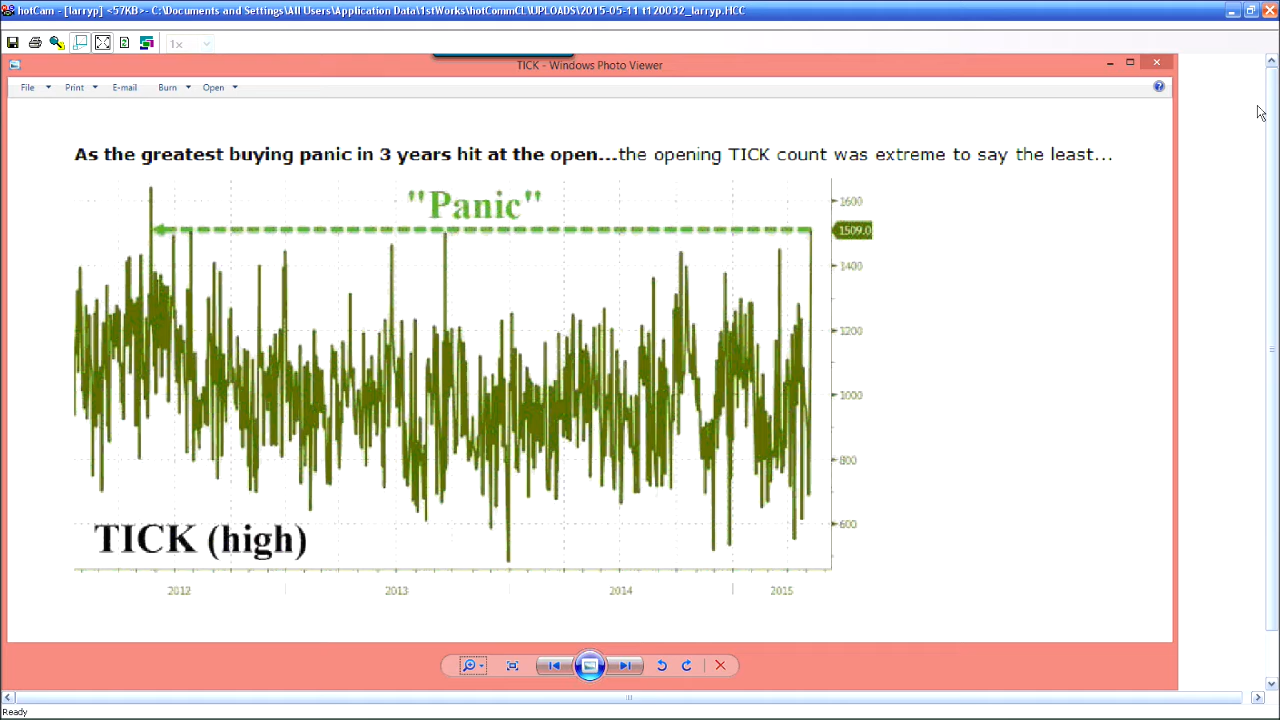 hotCam - [larryp] <57KB>- C:\Documents and Settings\All Users\Application Data\1stWorks\hotCommCL\UPLOADS\2015-05-11 t120032_larryp.HCC
1x
TICK - Windows Photo Viewer
File Print E-mail Burn Open
As the greatest buying panic in 3 years hit at the open...the opening TICK count was extreme to say the least...
"Panic"
1600
1509.0
1400
1200
1000
800
600
TICK (high)
2012 2013 2014 2015
Ready